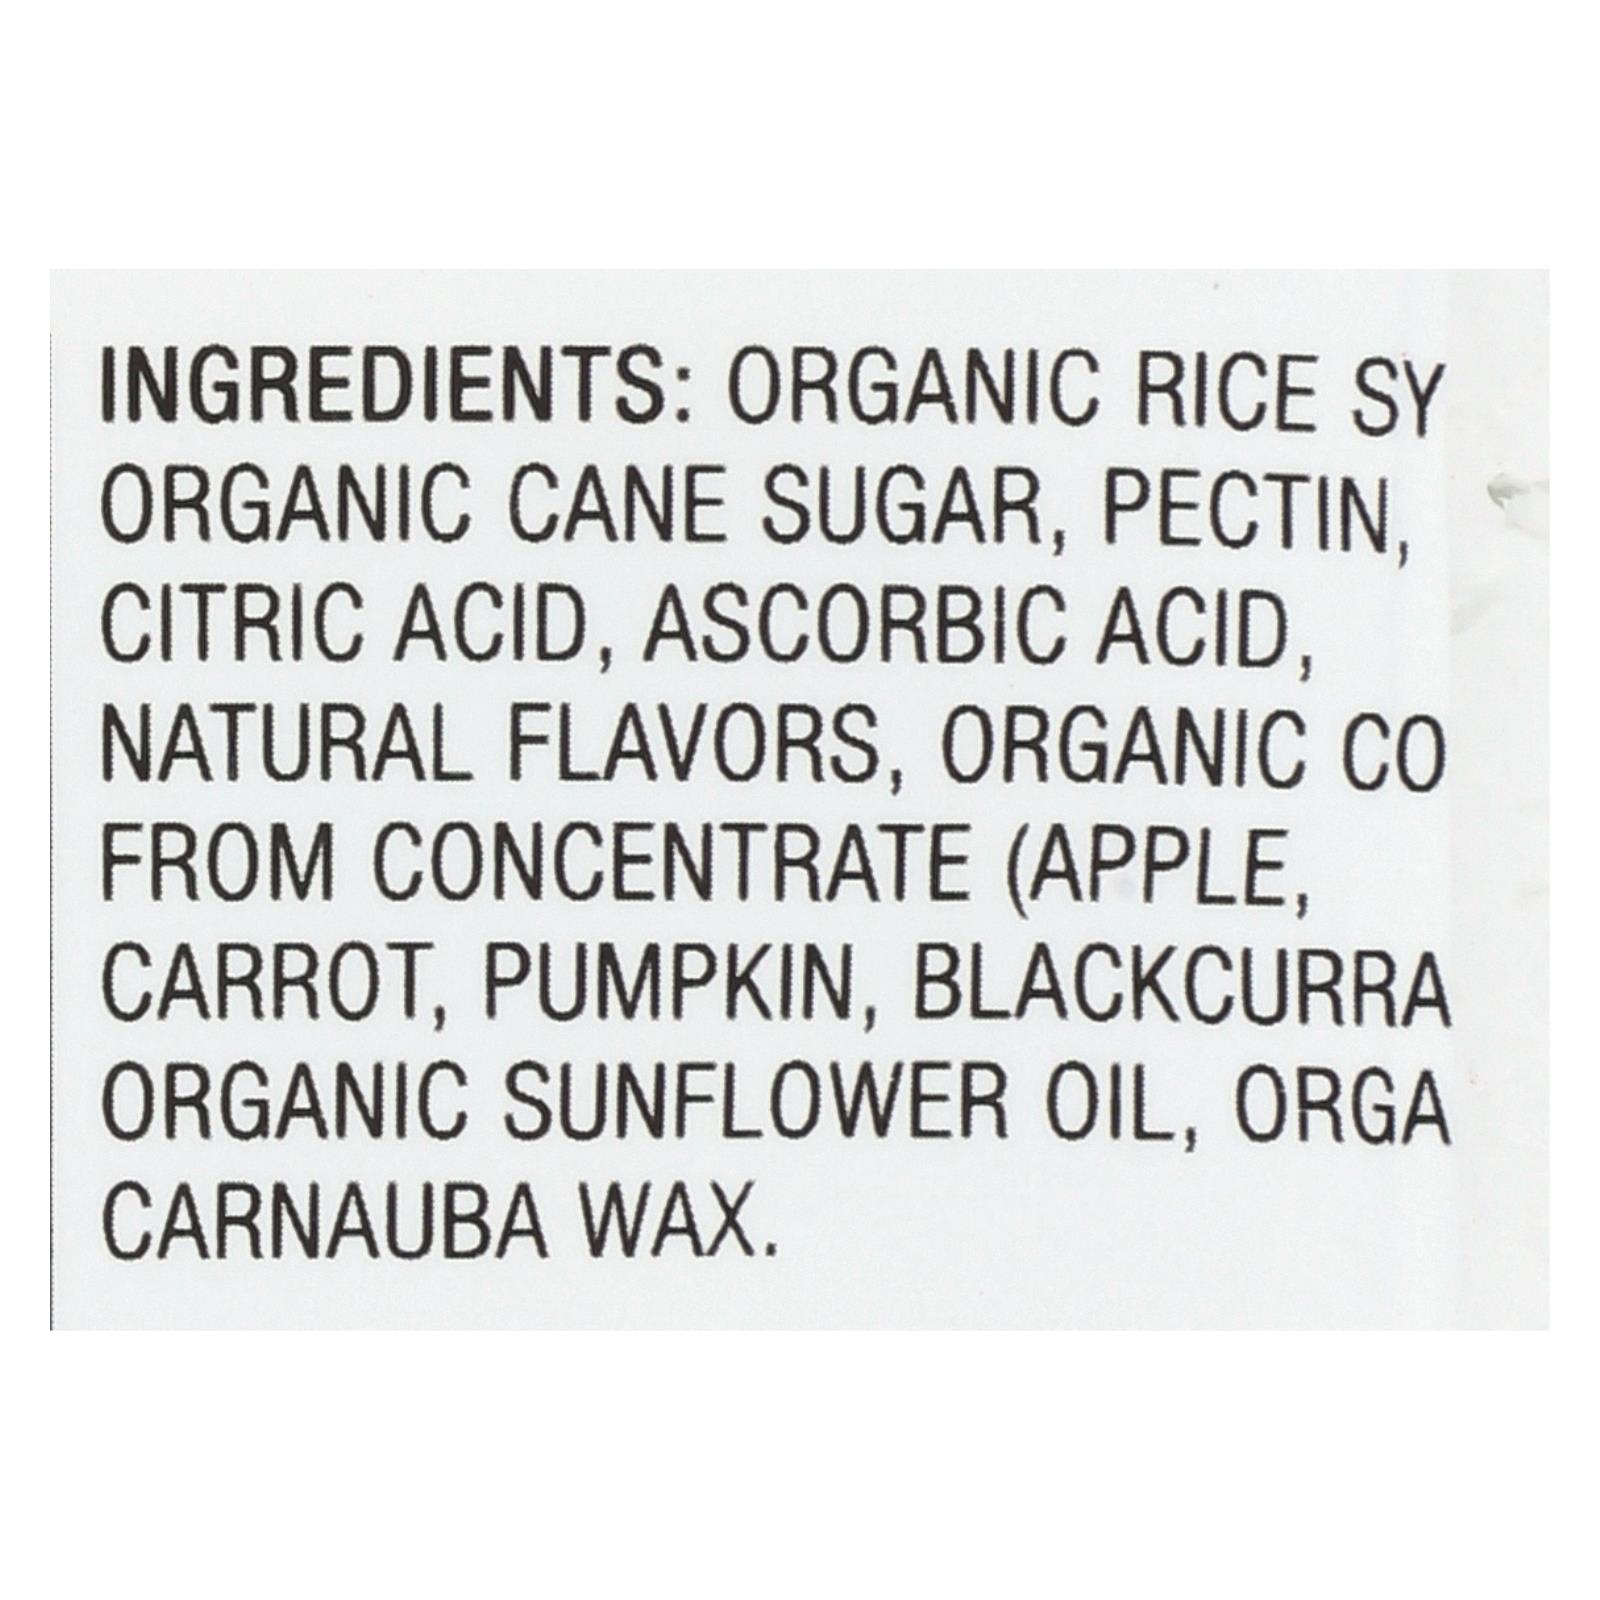 INGREDIENTS: ORGANIC RICE SY
ORGANIC CANE SUGAR, PECTIN,
CITRIC ACID, ASCORBIC ACID,
NATURAL FLAVORS, ORGANIC CO
FROM CONCENTRATE (APPLE,
CARROT, PUMPKIN, BLACKCURRA
ORGANIC SUNFLOWER OIL, ORGA
CARNAUBA WAX.